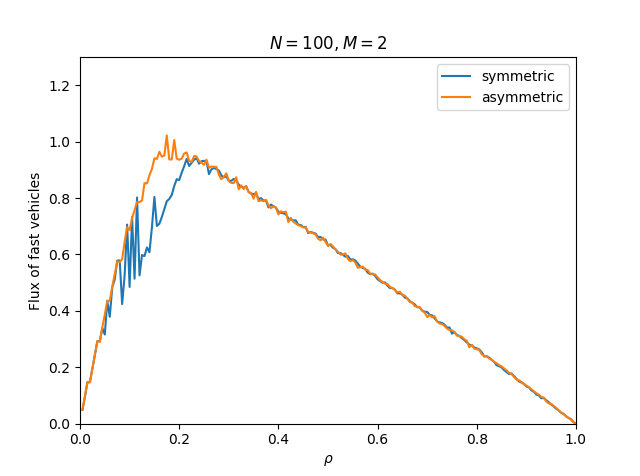 N = 100, M = 2
Flux of fast vehicles
1.2
1.0
0.8
0.6
0.4
0.2
0.0
symmetric
asymmetric
0.0 0.2 0.4 0.6 0.8 1.0
ρ